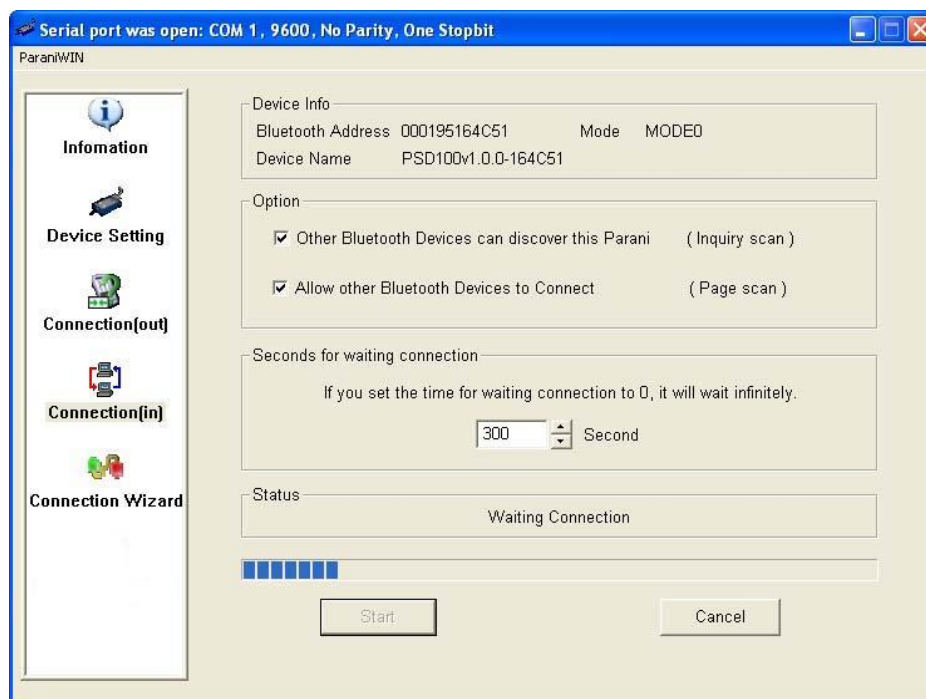 Serial port was open: COM 1, 9600, No Parity, One Stopbit
ParaniWIN
Infomation
Device Setting
Connection(out)
Connection(in)
Connection Wizard
Device Info
Bluetooth Address 000195164C51 Mode MODE0
Device Name PSD100v1.0.0-164C51
Option
Other Bluetooth Devices can discover this Parani ( Inquiry scan )
Allow other Bluetooth Devices to Connect ( Page scan )
Seconds for waiting connection
If you set the time for waiting connection to 0, it will wait infinitely.
300 Second
Status
Waiting Connection
Start Cancel